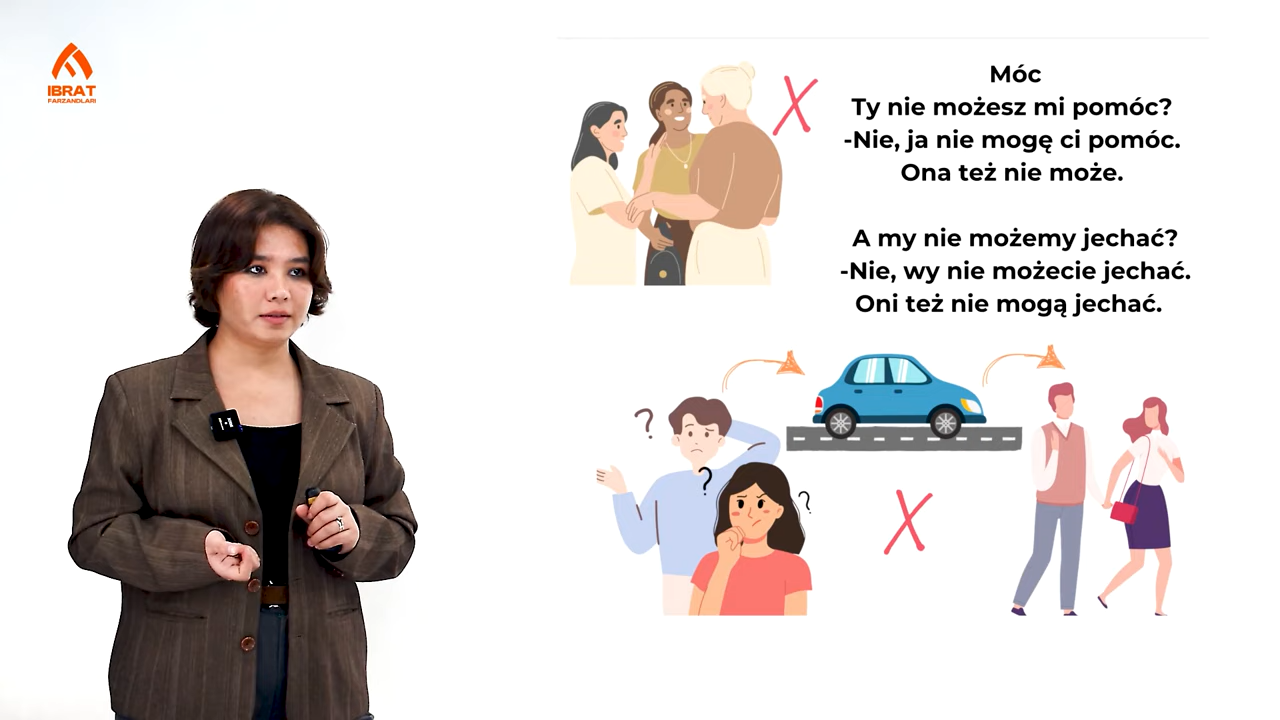 IBRAT
FARZANDLARI
Móc
Ty nie możesz mi pomóc?
-Nie, ja nie mogę ci pomóc.
Ona też nie może.
A my nie możemy jechać?
-Nie, wy nie możecie jechać.
Oni też nie mogą jechać.
?
?
?